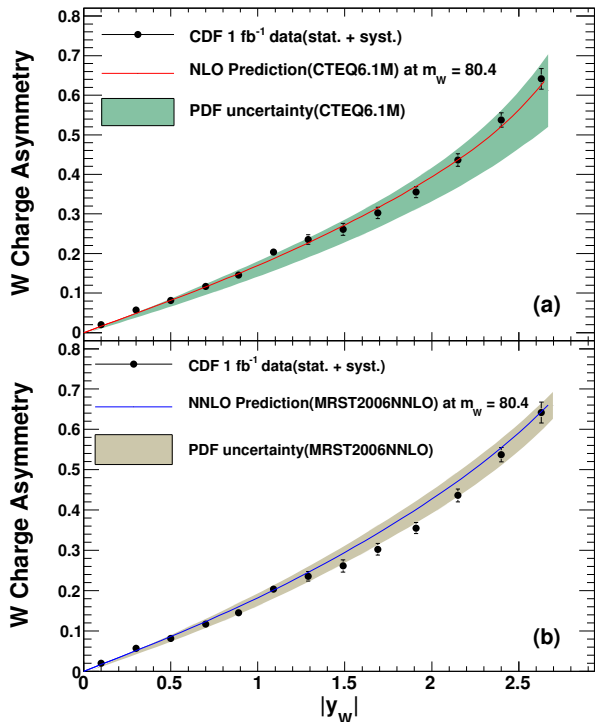 0.8
CDF 1 fb⁻¹ data(stat. + syst.)
0.7
NLO Prediction(CTEQ6.1M) at m_W = 80.4
0.6
PDF uncertainty(CTEQ6.1M)
0.5
0.4
0.3
0.2
0.1
0
W Charge Asymmetry
(a)
0.8
CDF 1 fb⁻¹ data(stat. + syst.)
0.7
NNLO Prediction(MRST2006NNLO) at m_W = 80.4
0.6
PDF uncertainty(MRST2006NNLO)
0.5
0.4
0.3
0.2
0.1
0
W Charge Asymmetry
(b)
0 0.5 1 1.5 2 2.5
|y_W|